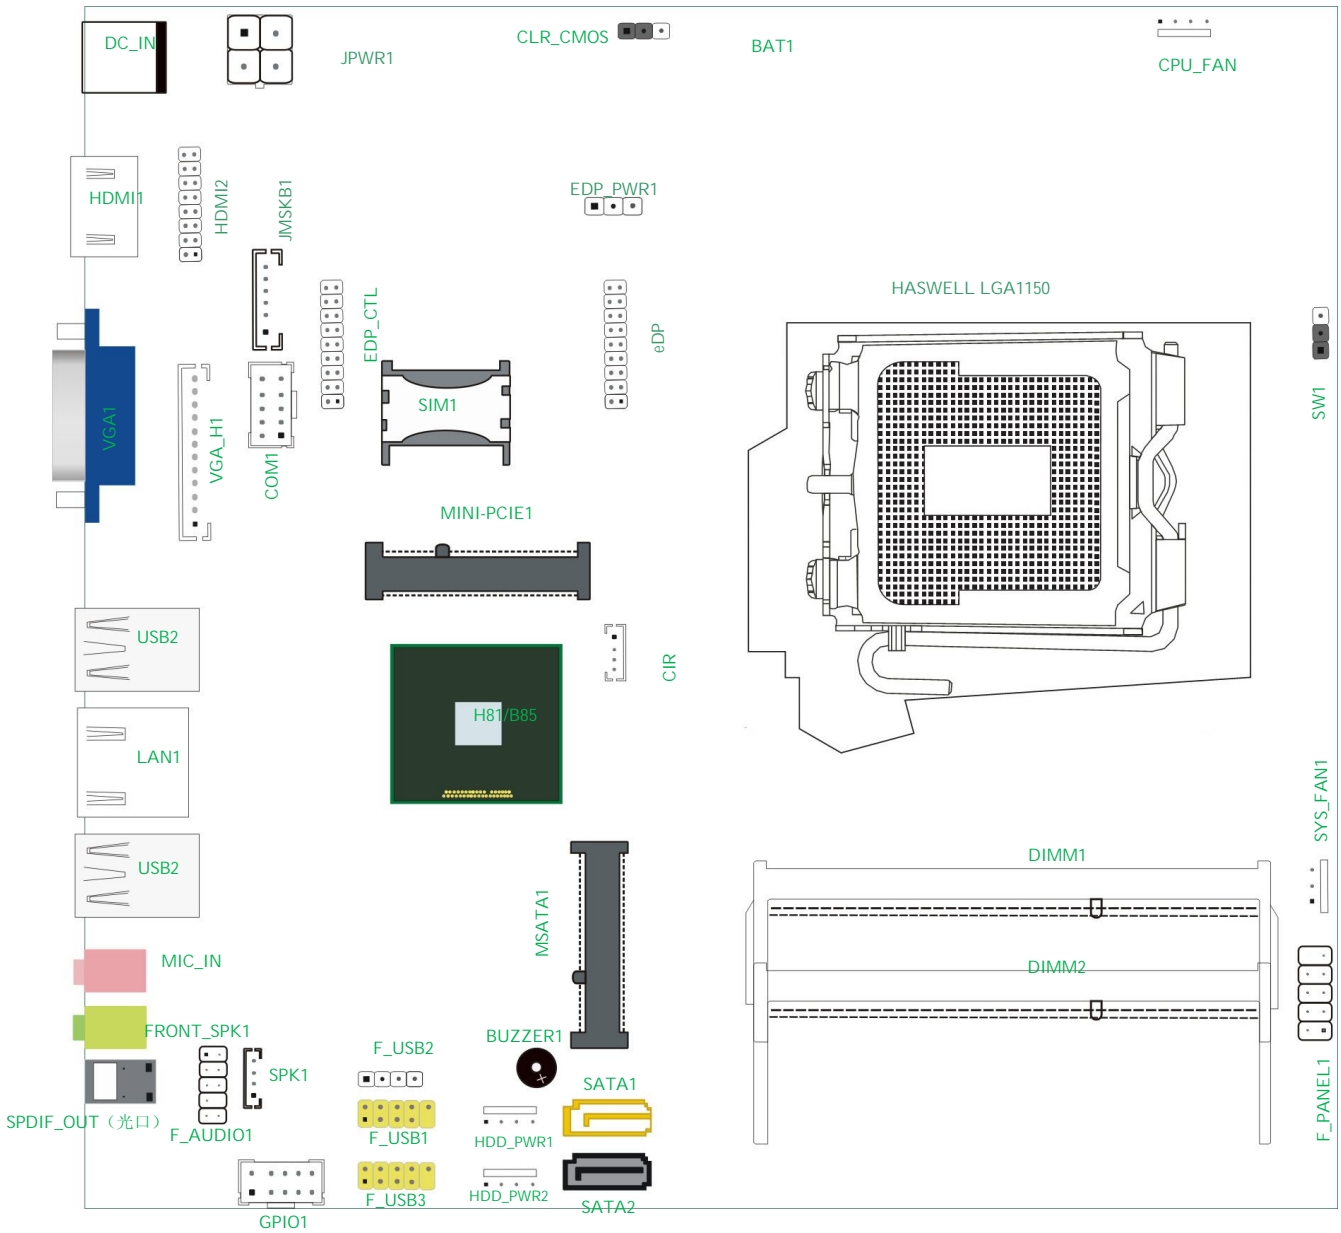 DC_IN
JPWR1
CLR_CMOS
BAT1
CPU_FAN
HDMI1
HDMI2
JMSKB1
EDP_PWR1
EDP_CTL
eDP
HASWELL LGA1150
SW1
VGA1
VGA_H1
COM1
SIM1
MINI-PCIE1
USB2
CIR
H81/B85
LAN1
SYS_FAN1
USB2
MSATA1
DIMM1
MIC_IN
DIMM2
FRONT_SPK1
F_USB2
BUZZER1
SPK1
SATA1
F_PANEL1
SPDIF_OUT（光口）
F_AUDIO1
F_USB1
HDD_PWR1
F_USB3
HDD_PWR2
SATA2
GPIO1